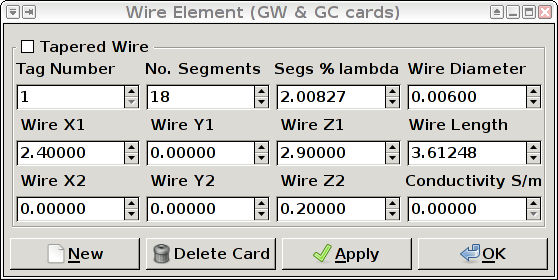 Wire Element (GW & GC cards)
Tapered Wire
Tag Number No. Segments Segs % lambda Wire Diameter
1 18 2.00827 0.00600
Wire X1 Wire Y1 Wire Z1 Wire Length
2.40000 0.00000 2.90000 3.61248
Wire X2 Wire Y2 Wire Z2 Conductivity S/m
0.00000 0.00000 0.20000 0.00000
New Delete Card Apply OK